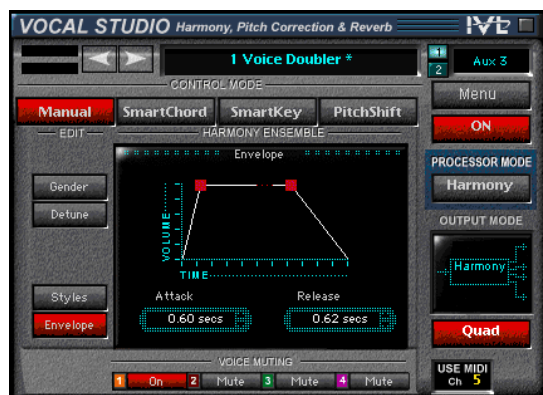 VOCAL STUDIO Harmony, Pitch Correction & Reverb IVL
1 Voice Doubler *
1
2
Aux 3
CONTROL MODE
Menu
Manual SmartChord SmartKey PitchShift
ON
EDIT HARMONY ENSEMBLE
Envelope
PROCESSOR MODE
Gender
Harmony
Detune
OUTPUT MODE
VOLUME
Harmony
TIME
Styles
Attack Release
Envelope
0.60 secs 0.62 secs
Quad
VOICE MUTING
USE MIDI
1 On 2 Mute 3 Mute 4 Mute
Ch 5